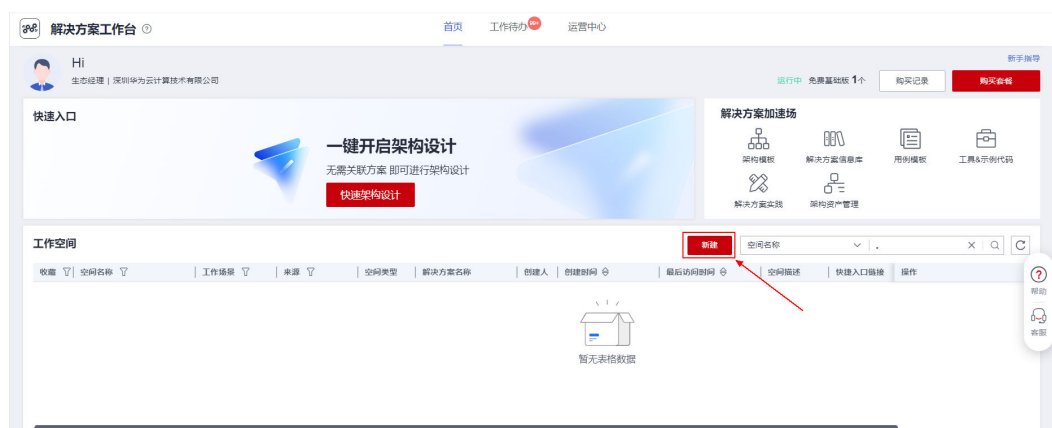 解决方案工作台
首页 工作待办 99+ 运营中心
Hi
生态经理 | 深圳华为云计算技术有限公司
新手指导
运行中 免费基础版 1个 购买记录 购买套餐
快速入口
一键开启架构设计
无需关联方案 即可进行架构设计
快速架构设计
解决方案加速场
架构模板 解决方案信息库 用例模板 工具&示例代码
解决方案实践 架构资产管理
工作空间
新建 空间名称 .
收藏 空间名称 工作场景 来源 空间类型 解决方案名称 创建人 创建时间 最后访问时间 空间描述 快捷入口链接 操作
暂无表格数据
帮助
客服